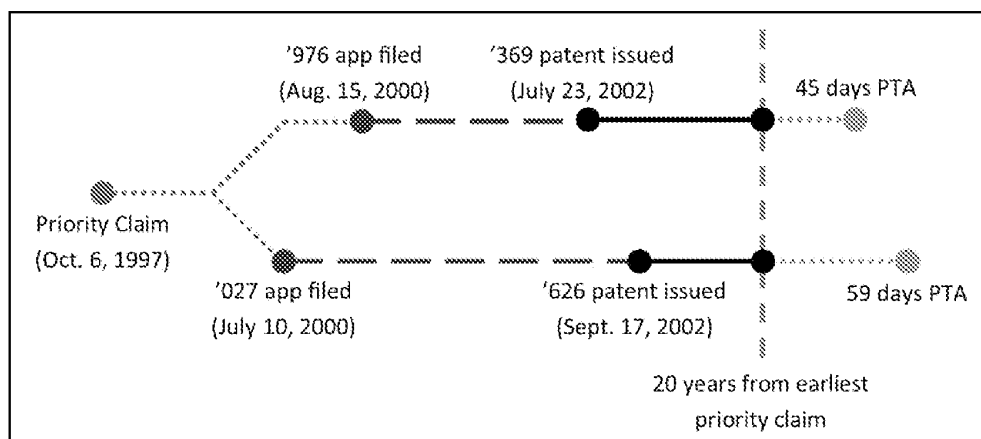 '976 app filed
(Aug. 15, 2000)
'369 patent issued
(July 23, 2002)
45 days PTA
Priority Claim
(Oct. 6, 1997)
'027 app filed
(July 10, 2000)
'626 patent issued
(Sept. 17, 2002)
59 days PTA
20 years from earliest
priority claim